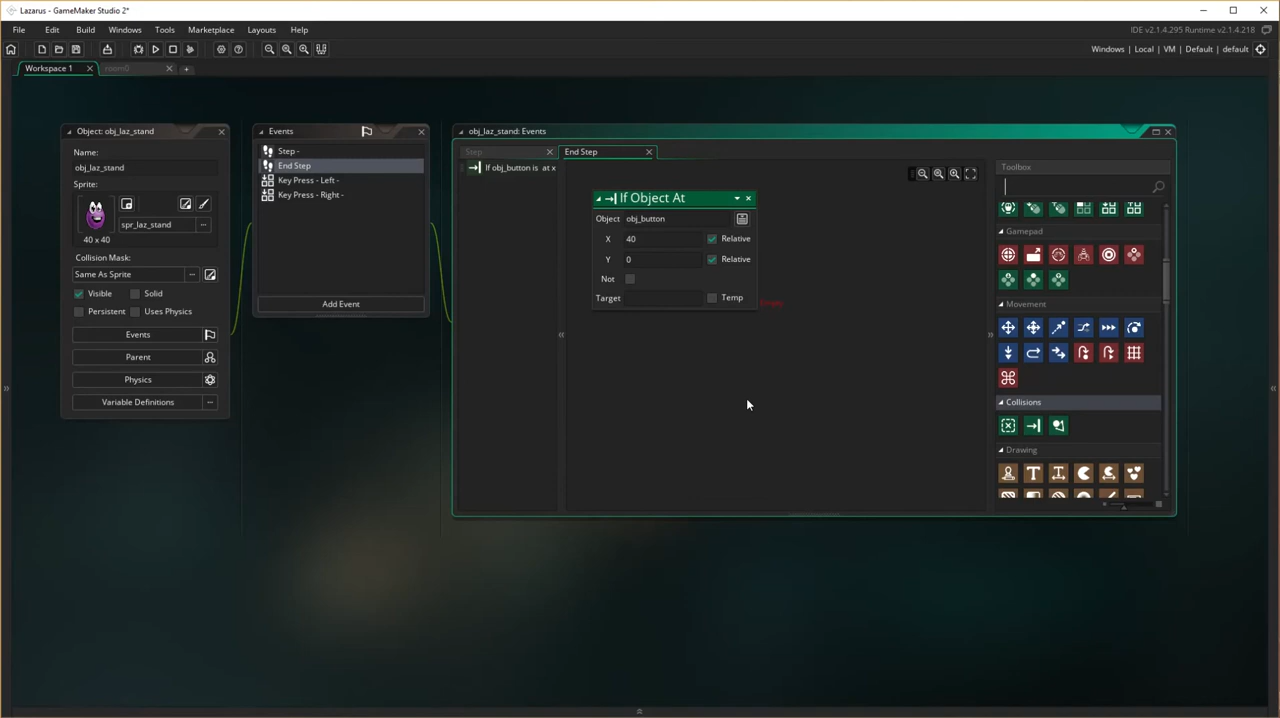 Lazarus - GameMaker Studio 2*
File Edit Build Windows Tools Marketplace Layouts Help
IDE v2.1.4.295 Runtime v2.1.4.218
Windows | Local | VM | Default | default
Workspace 1
room0
Object: obj_laz_stand
Name:
obj_laz_stand
Sprite:
spr_laz_stand
40 x 40
Collision Mask:
Same As Sprite
Visible Solid
Persistent Uses Physics
Events
Parent
Physics
Variable Definitions
Events
Step -
End Step
Key Press - Left -
Key Press - Right -
Add Event
obj_laz_stand: Events
Step
End Step
If obj_button is at x
If Object At
Object obj_button
X 40 Relative
Y 0 Relative
Not
Target Temp
Toolbox
Gamepad
Movement
Collisions
Drawing